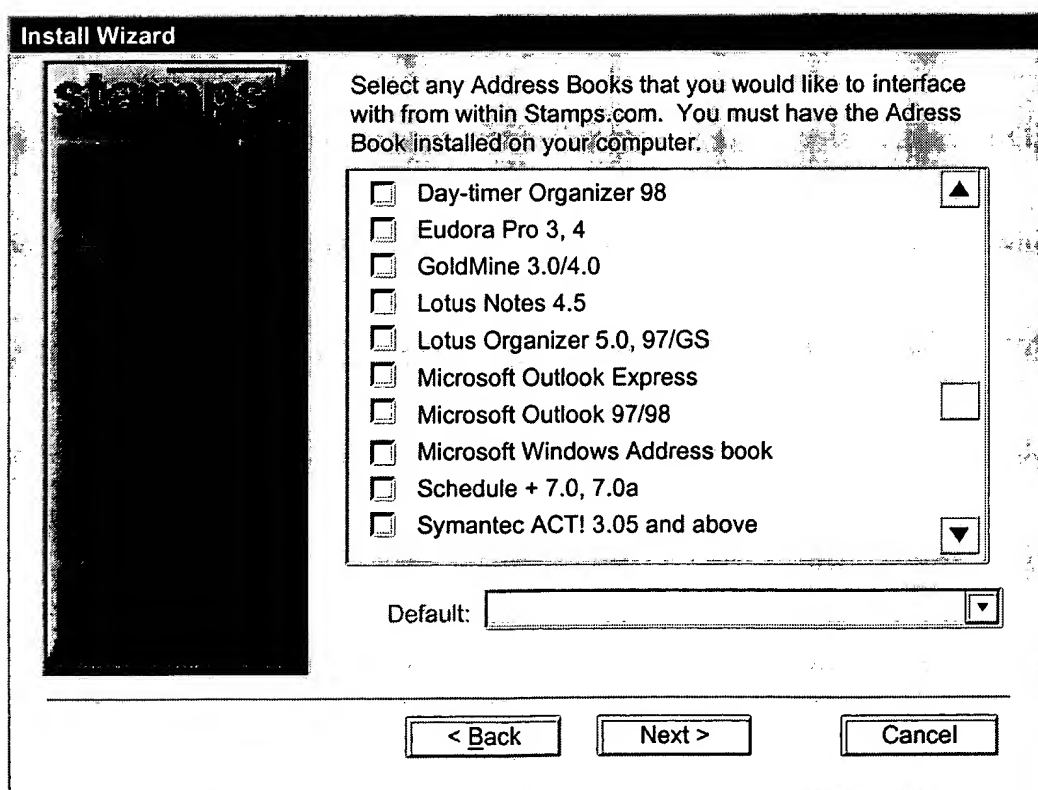 Install Wizard
stamps
Select any Address Books that you would like to interface
with from within Stamps.com. You must have the Adress
Book installed on your computer.
Day-timer Organizer 98
Eudora Pro 3, 4
GoldMine 3.0/4.0
Lotus Notes 4.5
Lotus Organizer 5.0, 97/GS
Microsoft Outlook Express
Microsoft Outlook 97/98
Microsoft Windows Address book
Schedule + 7.0, 7.0a
Symantec ACT! 3.05 and above
Default:
< Back
Next >
Cancel